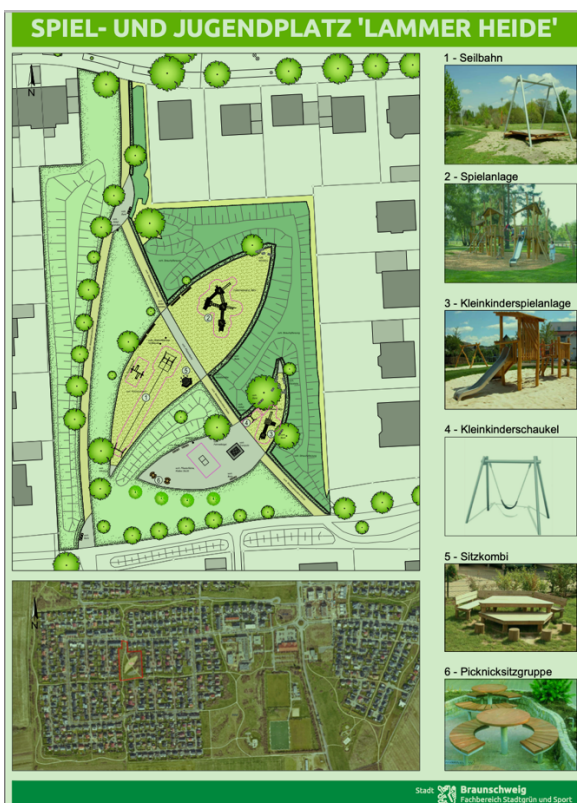 SPIEL- UND JUGENDPLATZ 'LAMMER HEIDE'
N
1 - Seilbahn
2 - Spielanlage
3 - Kleinkinderspielanlage
4 - Kleinkinderschaukel
5 - Sitzkombi
6 - Picknicksitzgruppe
N
Stadt Braunschweig
Fachbereich Stadtgrün und Sport